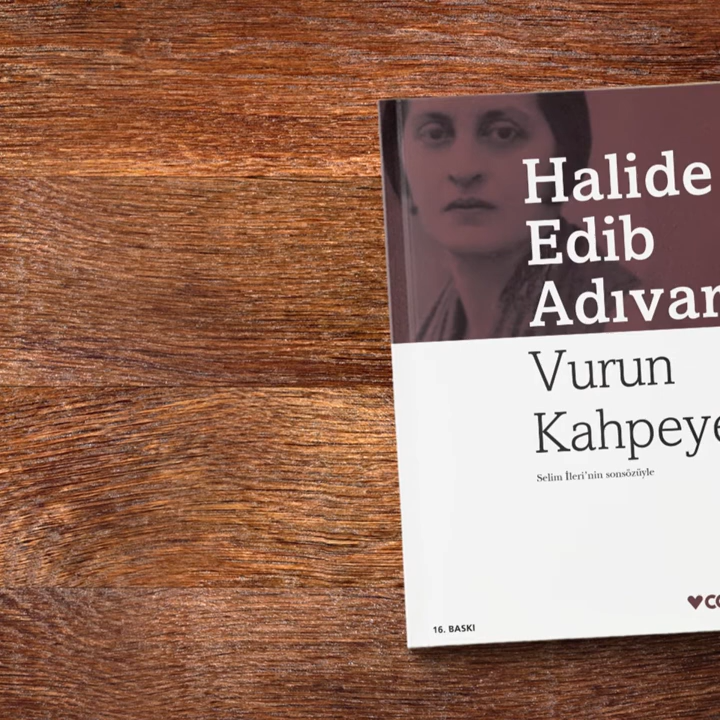 Halide
Edib
Adıvar
Vurun
Kahpeye
Selim İleri'nin sonsözüyle
16. BASKI